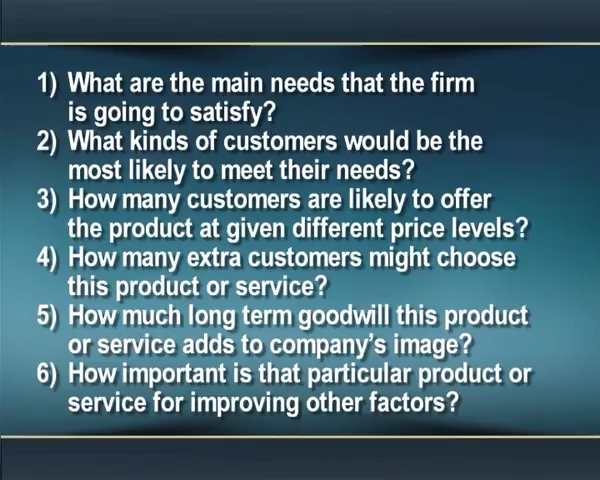 1) What are the main needs that the firm
is going to satisfy?
2) What kinds of customers would be the
most likely to meet their needs?
3) How many customers are likely to offer
the product at given different price levels?
4) How many extra customers might choose
this product or service?
5) How much long term goodwill this product
or service adds to company's image?
6) How important is that particular product or
service for improving other factors?